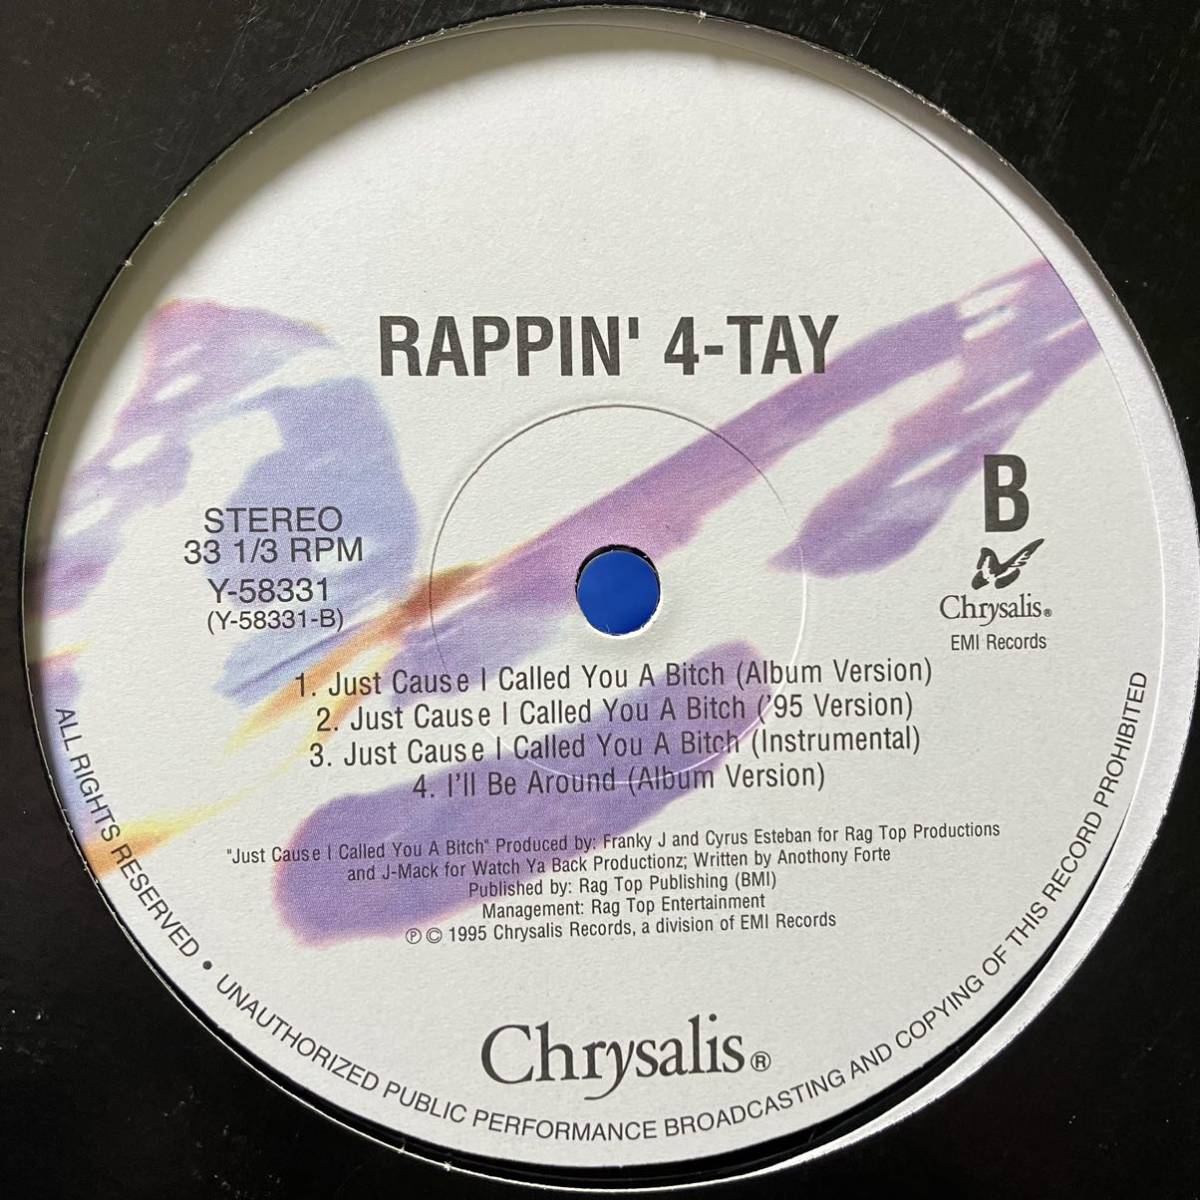 RAPPIN' 4-TAY
B
Chrysalis®
EMI Records
STEREO
33 1/3 RPM
Y-58331
(Y-58331-B)
1. Just Cause I Called You A Bitch (Album Version)
2. Just Cause I Called You A Bitch ('95 Version)
3. Just Cause I Called You A Bitch (Instrumental)
4. I'll Be Around (Album Version)
"Just Cause I Called You A Bitch" Produced by: Franky J and Cyrus Esteban for Rag Top Productions
and J-Mack for Watch Ya Back Productionz; Written by Anothony Forte
Published by: Rag Top Publishing (BMI)
Management: Rag Top Entertainment
℗ © 1995 Chrysalis Records, a division of EMI Records
Chrysalis®
ALL RIGHTS RESERVED • UNAUTHORIZED PUBLIC PERFORMANCE BROADCASTING AND COPYING OF THIS RECORD PROHIBITED